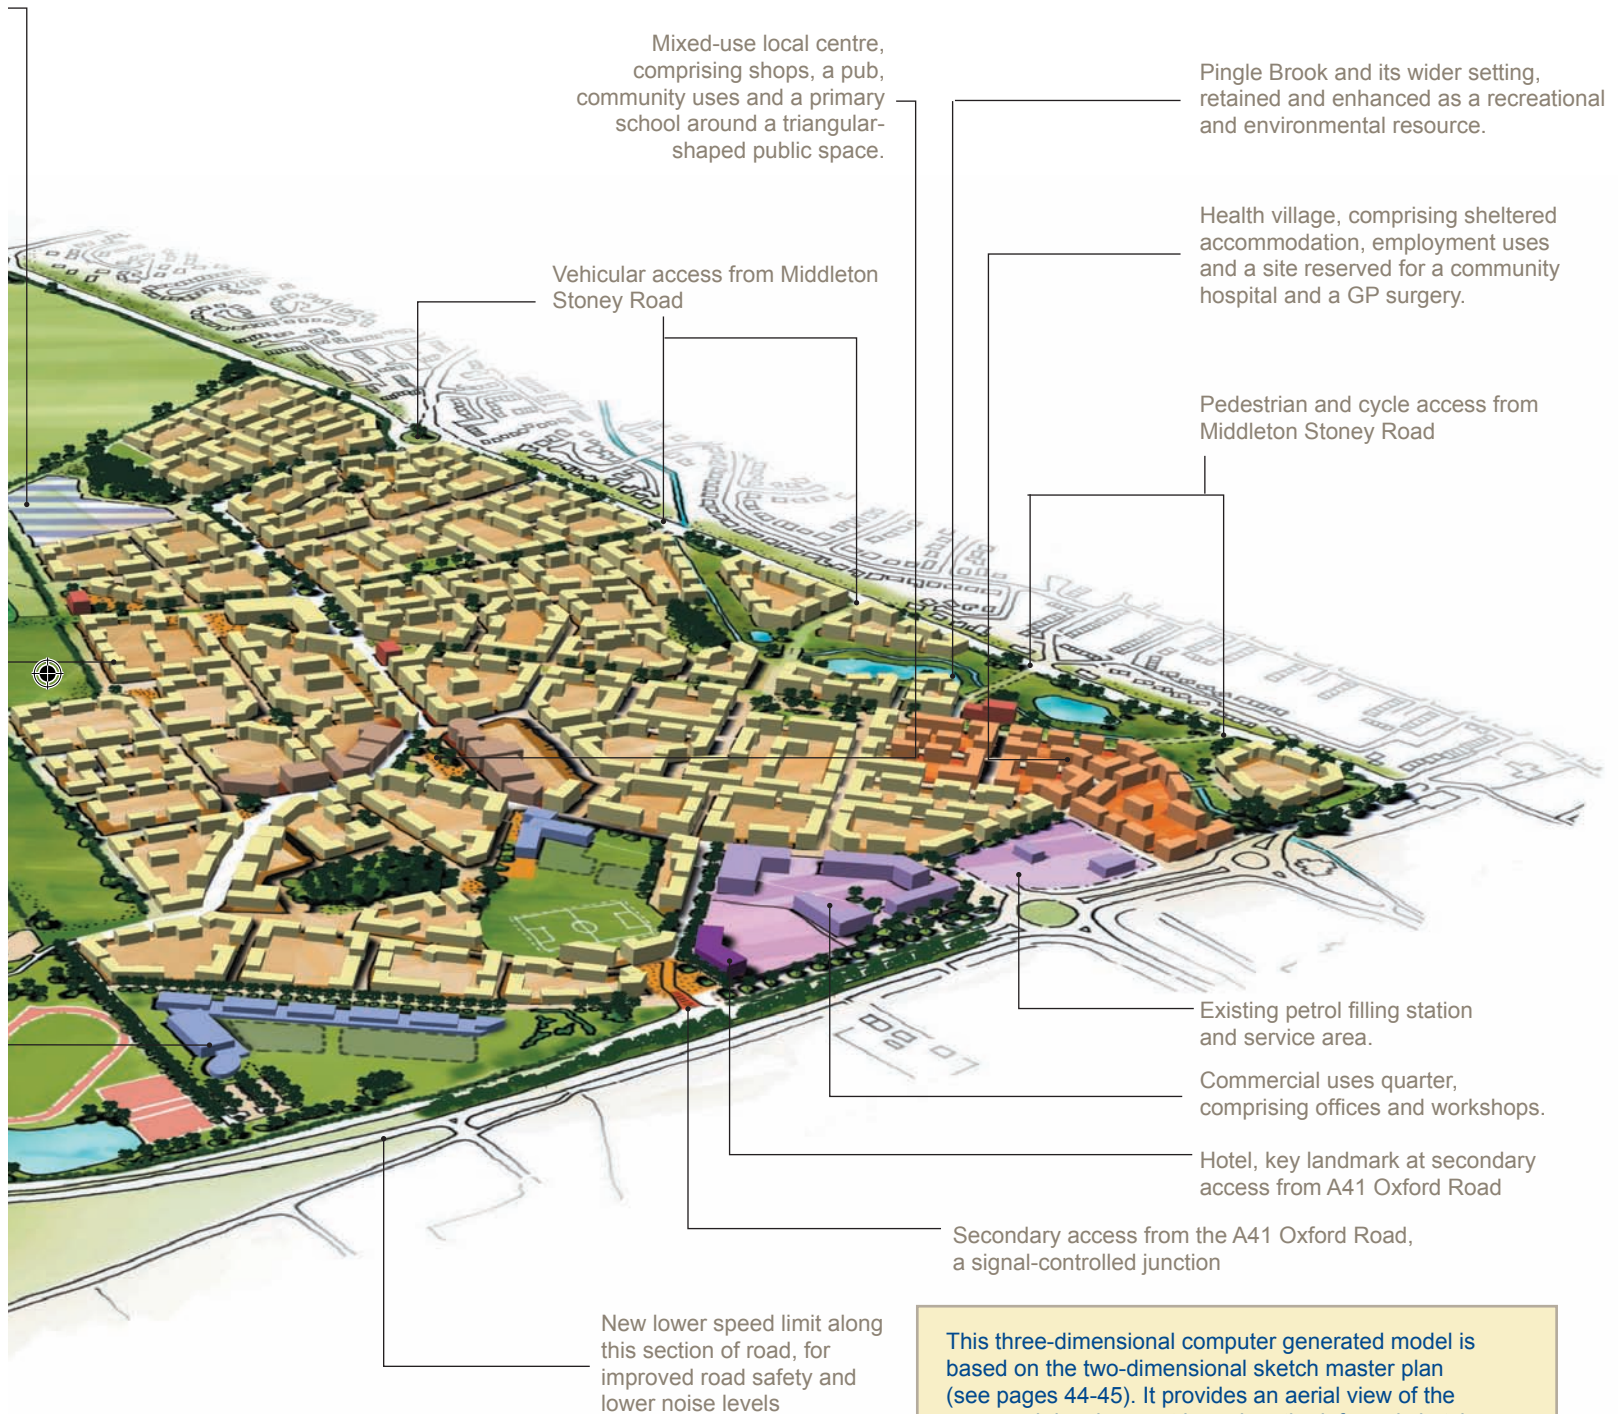 Mixed-use local centre,
comprising shops, a pub,
community uses and a primary
school around a triangular-
shaped public space.
Pingle Brook and its wider setting,
retained and enhanced as a recreational
and environmental resource.
Health village, comprising sheltered
accommodation, employment uses
and a site reserved for a community
hospital and a GP surgery.
Vehicular access from Middleton
Stoney Road
Pedestrian and cycle access from
Middleton Stoney Road
Existing petrol filling station
and service area.
Commercial uses quarter,
comprising offices and workshops.
Hotel, key landmark at secondary
access from A41 Oxford Road
Secondary access from the A41 Oxford Road,
a signal-controlled junction
New lower speed limit along
this section of road, for
improved road safety and
lower noise levels
This three-dimensional computer generated model is
based on the two-dimensional sketch master plan
(see pages 44-45). It provides an aerial view of the